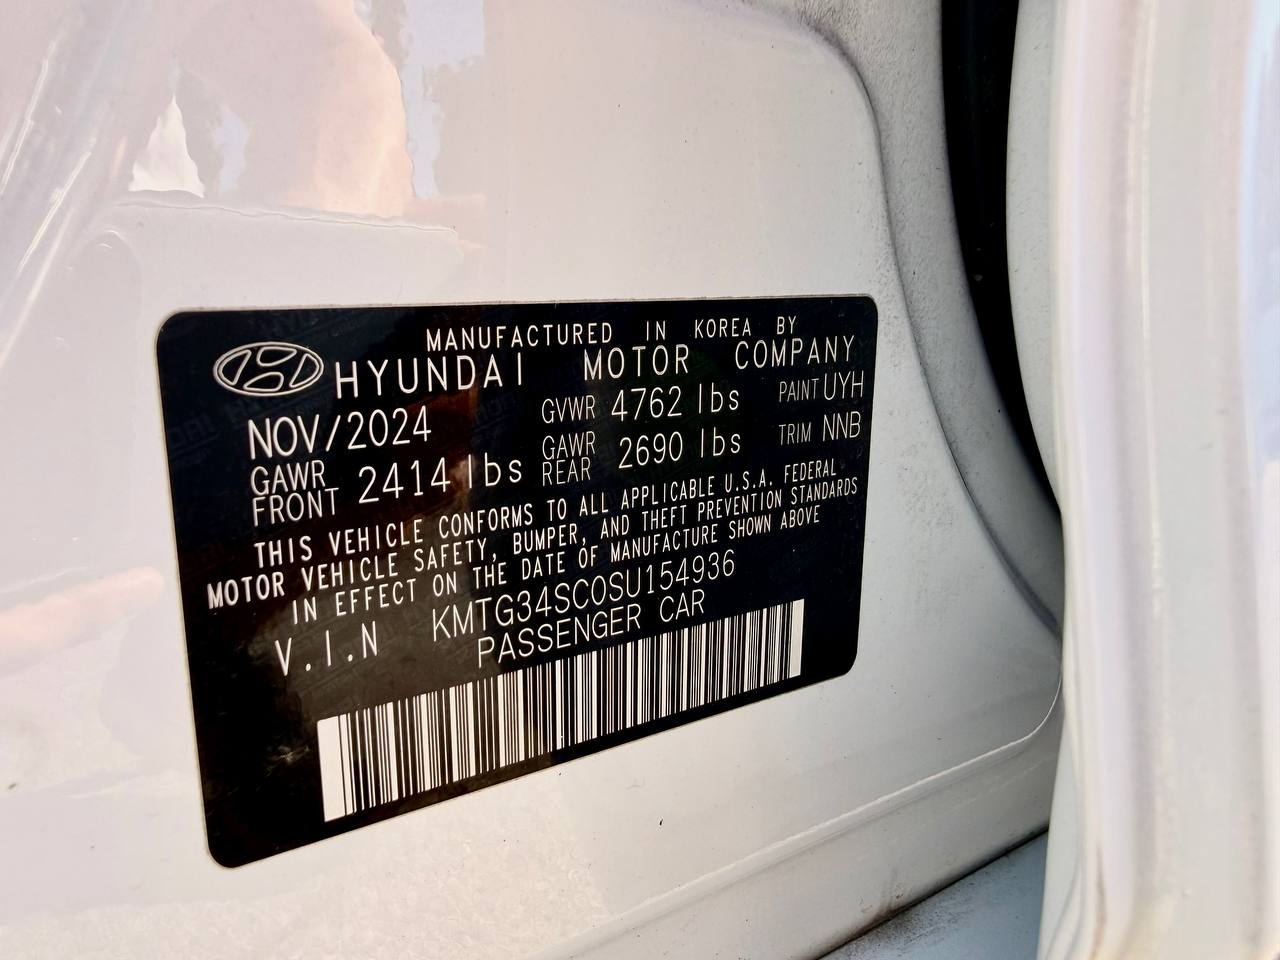 MANUFACTURED IN KOREA BY
HYUNDAI MOTOR COMPANY
NOV/2024 GVWR 4762 lbs PAINT UYH
GAWR FRONT 2414 lbs GAWR REAR 2690 lbs TRIM NNB
THIS VEHICLE CONFORMS TO ALL APPLICABLE U.S.A. FEDERAL
MOTOR VEHICLE SAFETY, BUMPER, AND THEFT PREVENTION STANDARDS
IN EFFECT ON THE DATE OF MANUFACTURE SHOWN ABOVE
V.I.N KMTG34SC0SU154936
PASSENGER CAR